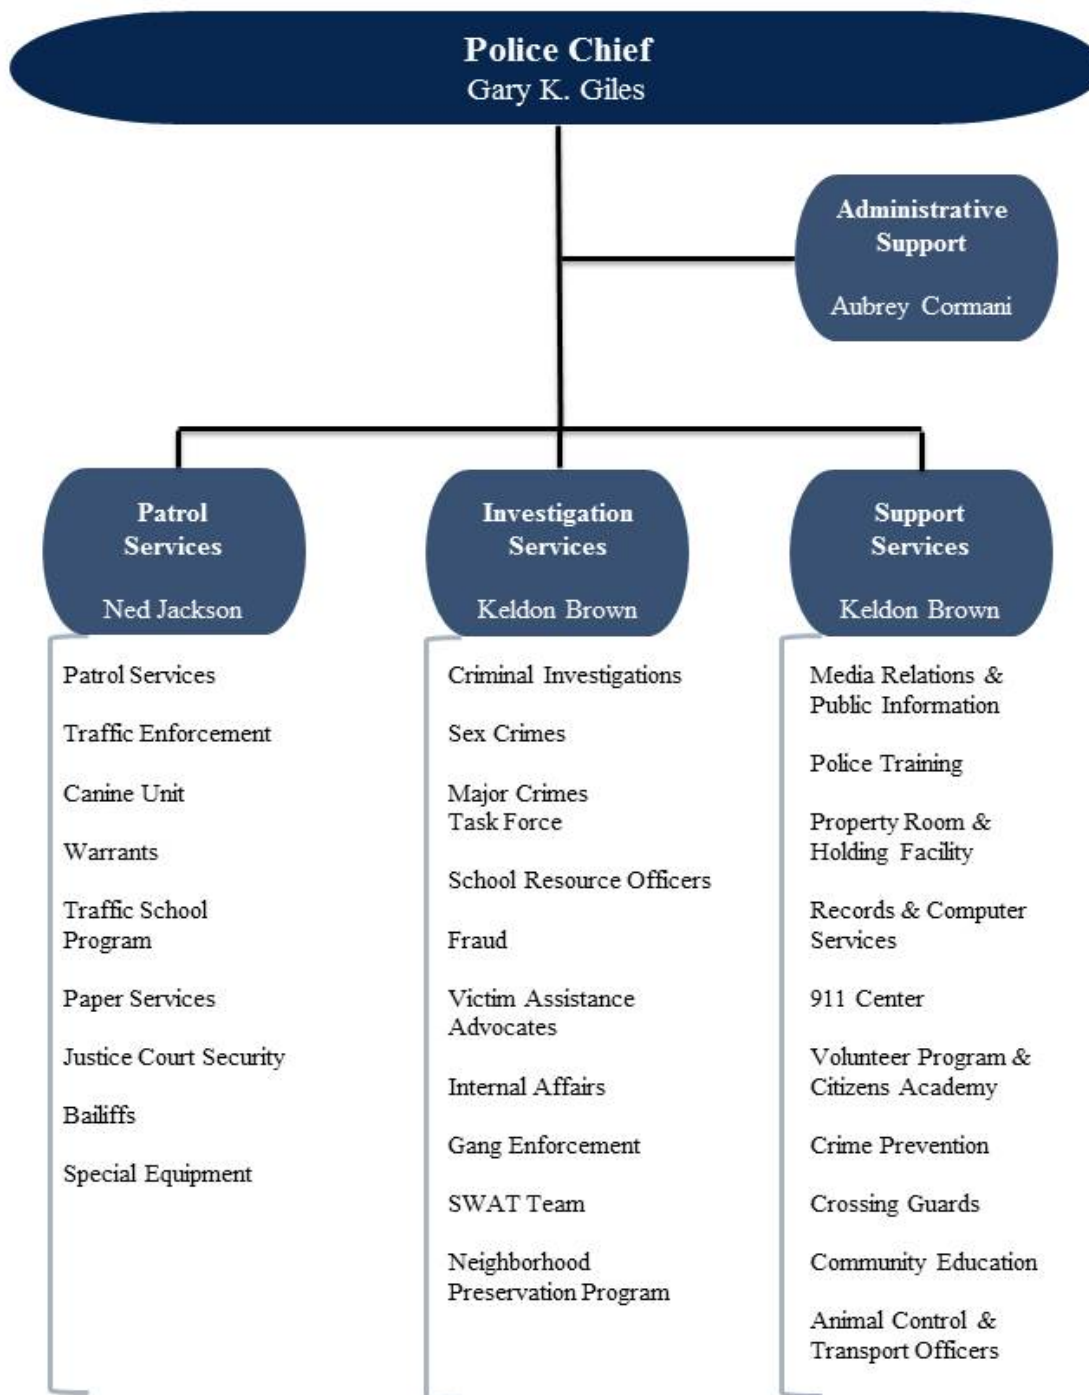 Police Chief
Gary K. Giles
Administrative
Support
Aubrey Cormani
Patrol
Services
Ned Jackson
Patrol Services
Traffic Enforcement
Canine Unit
Warrants
Traffic School
Program
Paper Services
Justice Court Security
Bailiffs
Special Equipment
Investigation
Services
Keldon Brown
Criminal Investigations
Sex Crimes
Major Crimes
Task Force
School Resource Officers
Fraud
Victim Assistance
Advocates
Internal Affairs
Gang Enforcement
SWAT Team
Neighborhood
Preservation Program
Support
Services
Keldon Brown
Media Relations &
Public Information
Police Training
Property Room &
Holding Facility
Records & Computer
Services
911 Center
Volunteer Program &
Citizens Academy
Crime Prevention
Crossing Guards
Community Education
Animal Control &
Transport Officers